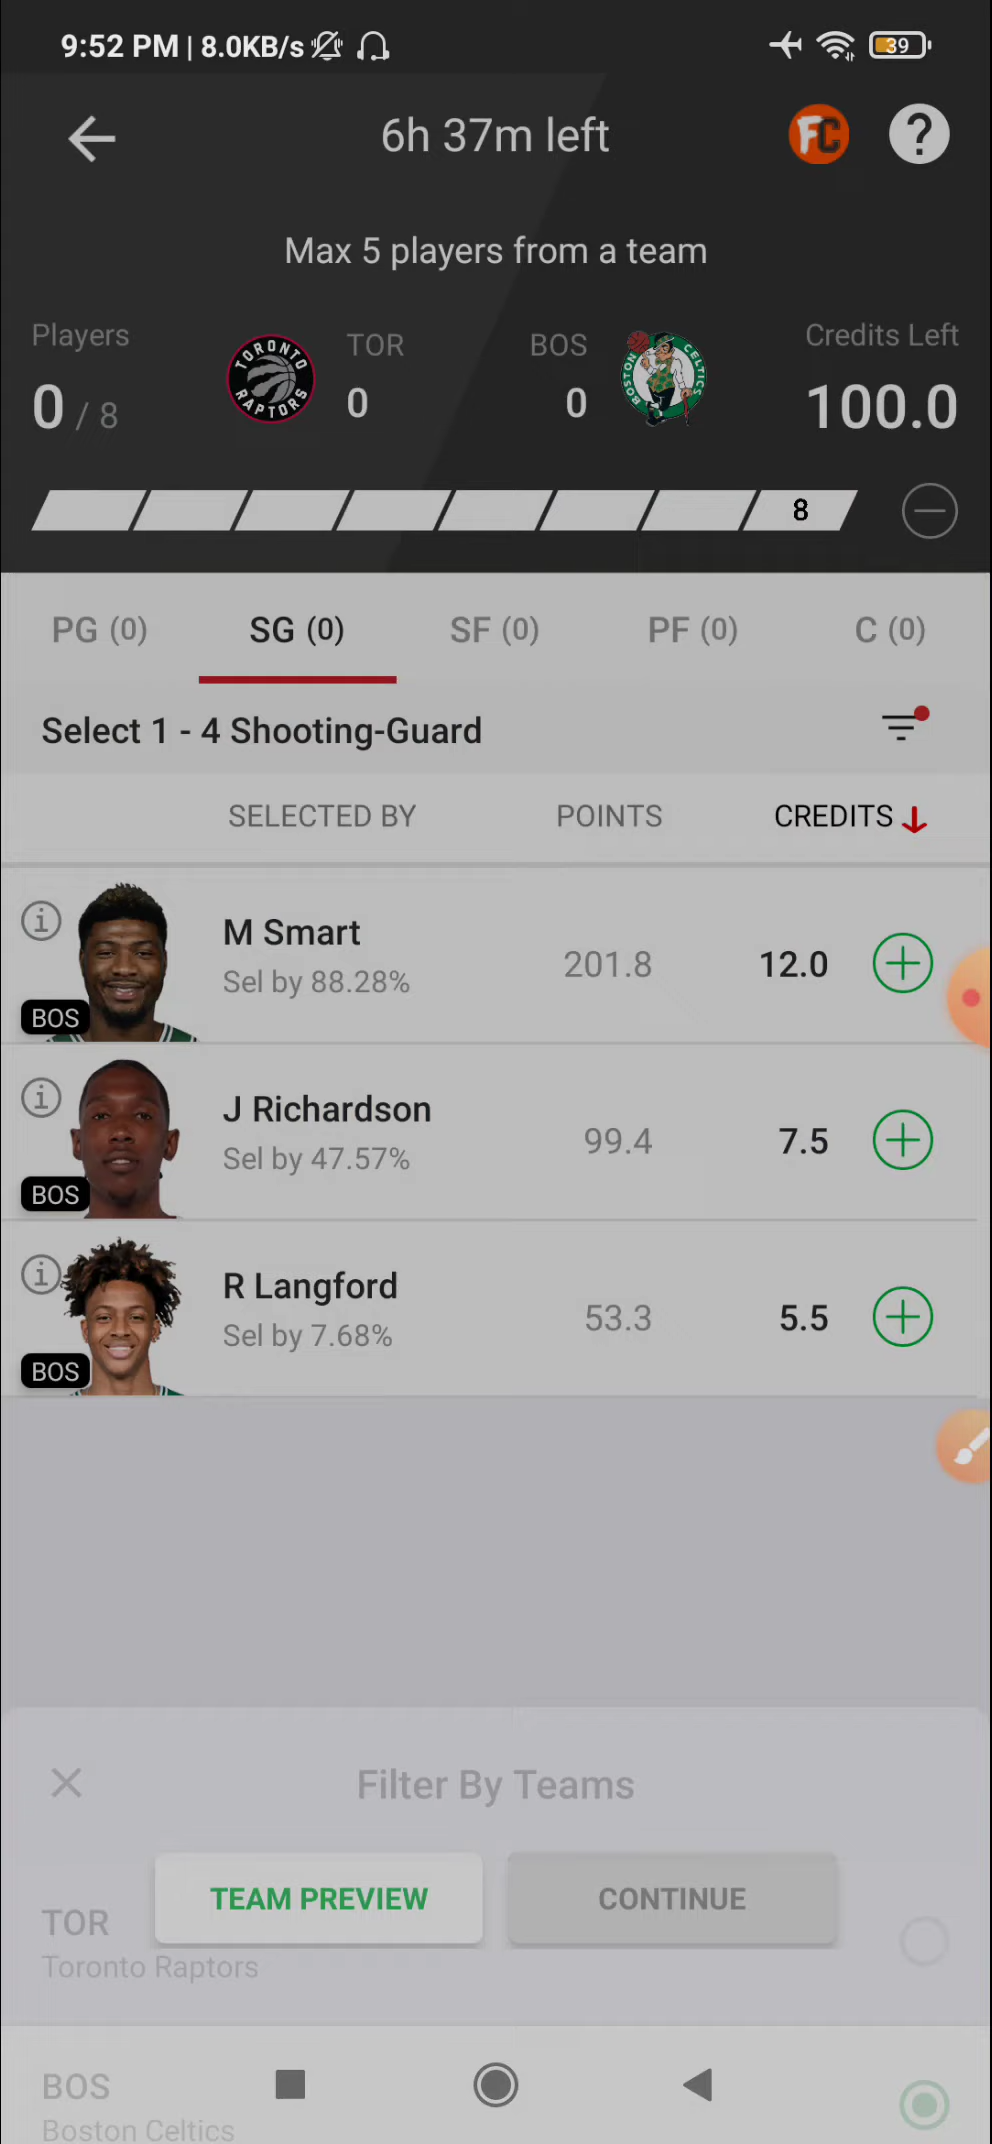 9:52 PM | 8.0KB/s 39
6h 37m left FC ?
Max 5 players from a team
Players TOR BOS Credits Left
TORONTO RAPTORS BOSTON CELTICS
0 / 8 0 0 100.0
8
PG (0) SG (0) SF (0) PF (0) C (0)
Select 1 - 4 Shooting-Guard
SELECTED BY POINTS CREDITS
i M Smart
Sel by 88.28% 201.8 12.0
BOS
i J Richardson
Sel by 47.57% 99.4 7.5
BOS
i R Langford
Sel by 7.68% 53.3 5.5
BOS
Filter By Teams
TEAM PREVIEW CONTINUE
TOR
Toronto Raptors
BOS
Boston Celtics